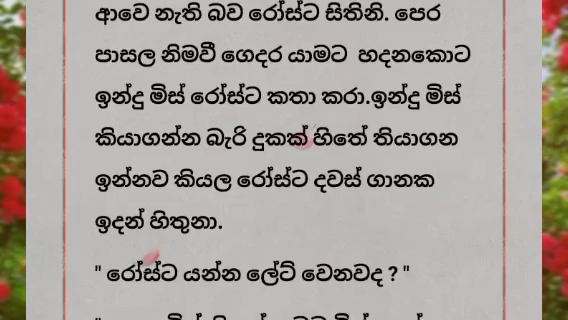 ආවෙ නැති බව රෝස්ට සිතිනි. පෙර
පාසල නිමවී ගෙදර යාමට හදනකොට
ඉන්දු මිස් රෝස්ට කතා කරා.ඉන්දු මිස්
කියාගන්න බැරි දුකක් හිතේ තියාගන
ඉන්නව කියල රෝස්ට දවස් ගානක
ඉදන් හිතුනා.
" රෝස්ට යන්න ලේට් වෙනවද ? "